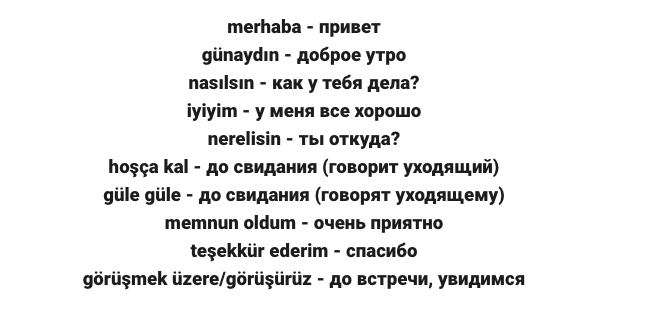 merhaba - привет
günaydın - доброе утро
nasılsın - как у тебя дела?
iyiyim - у меня все хорошо
nerelisin - ты откуда?
hoşça kal - до свидания (говорит уходящий)
güle güle - до свидания (говорят уходящему)
memnun oldum - очень приятно
teşekkür ederim - спасибо
görüşmek üzere/görüşürüz - до встречи, увидимся